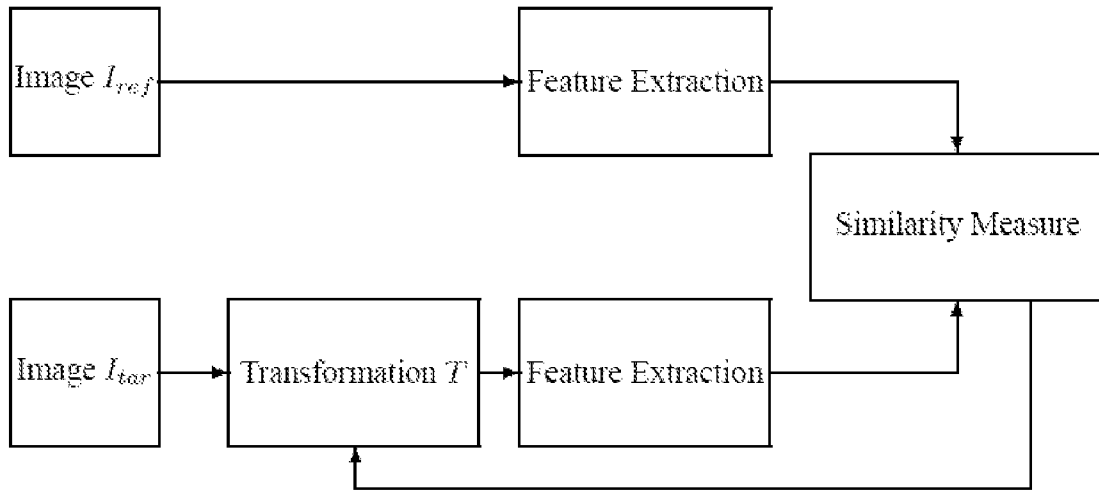 Image I_ref
Feature Extraction
Similarity Measure
Image I_tar
Transformation T
Feature Extraction